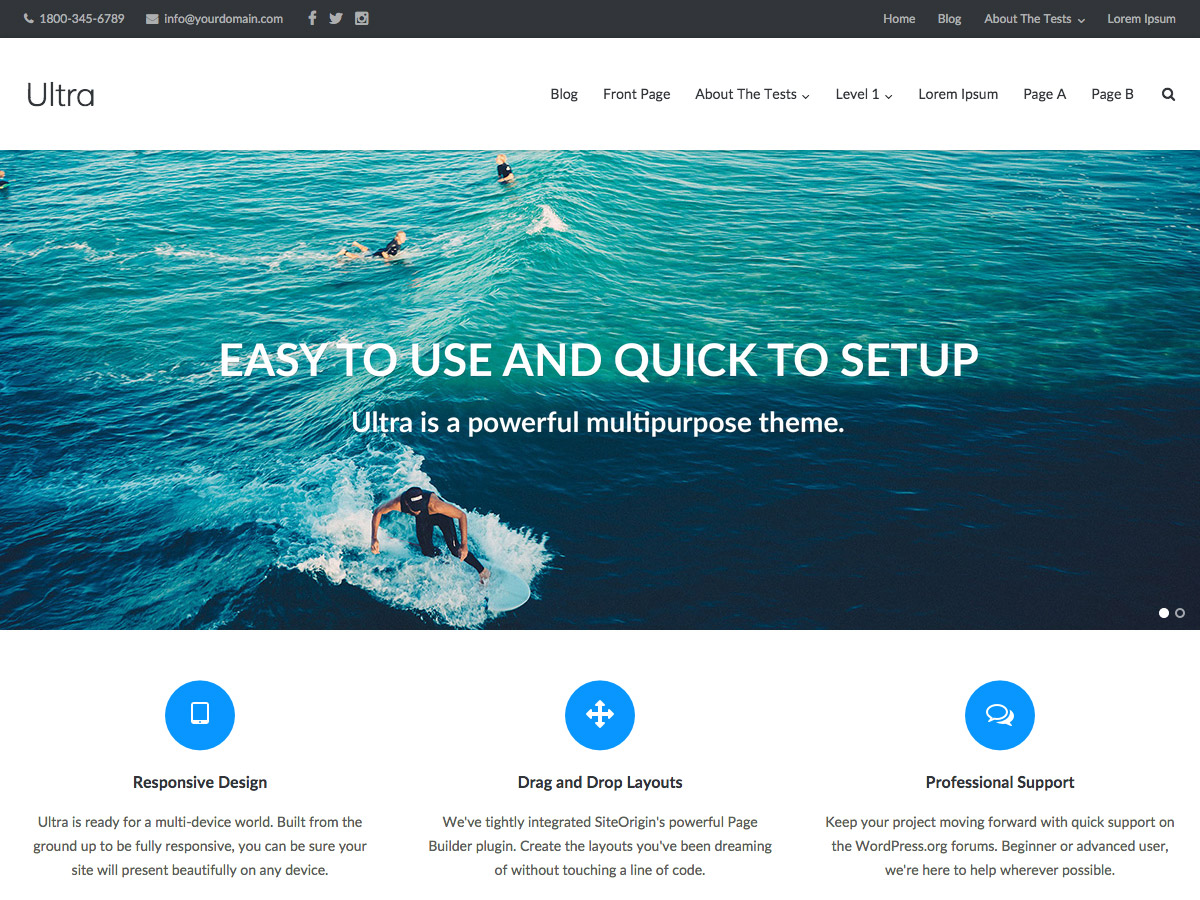 1800-345-6789 info@yourdomain.com Home Blog About The Tests Lorem Ipsum
Ultra
Blog Front Page About The Tests Level 1 Lorem Ipsum Page A Page B
EASY TO USE AND QUICK TO SETUP
Ultra is a powerful multipurpose theme.
Responsive Design
Ultra is ready for a multi-device world. Built from the
ground up to be fully responsive, you can be sure your
site will present beautifully on any device.
Drag and Drop Layouts
We've tightly integrated SiteOrigin's powerful Page
Builder plugin. Create the layouts you've been dreaming
of without touching a line of code.
Professional Support
Keep your project moving forward with quick support on
the WordPress.org forums. Beginner or advanced user,
we're here to help wherever possible.